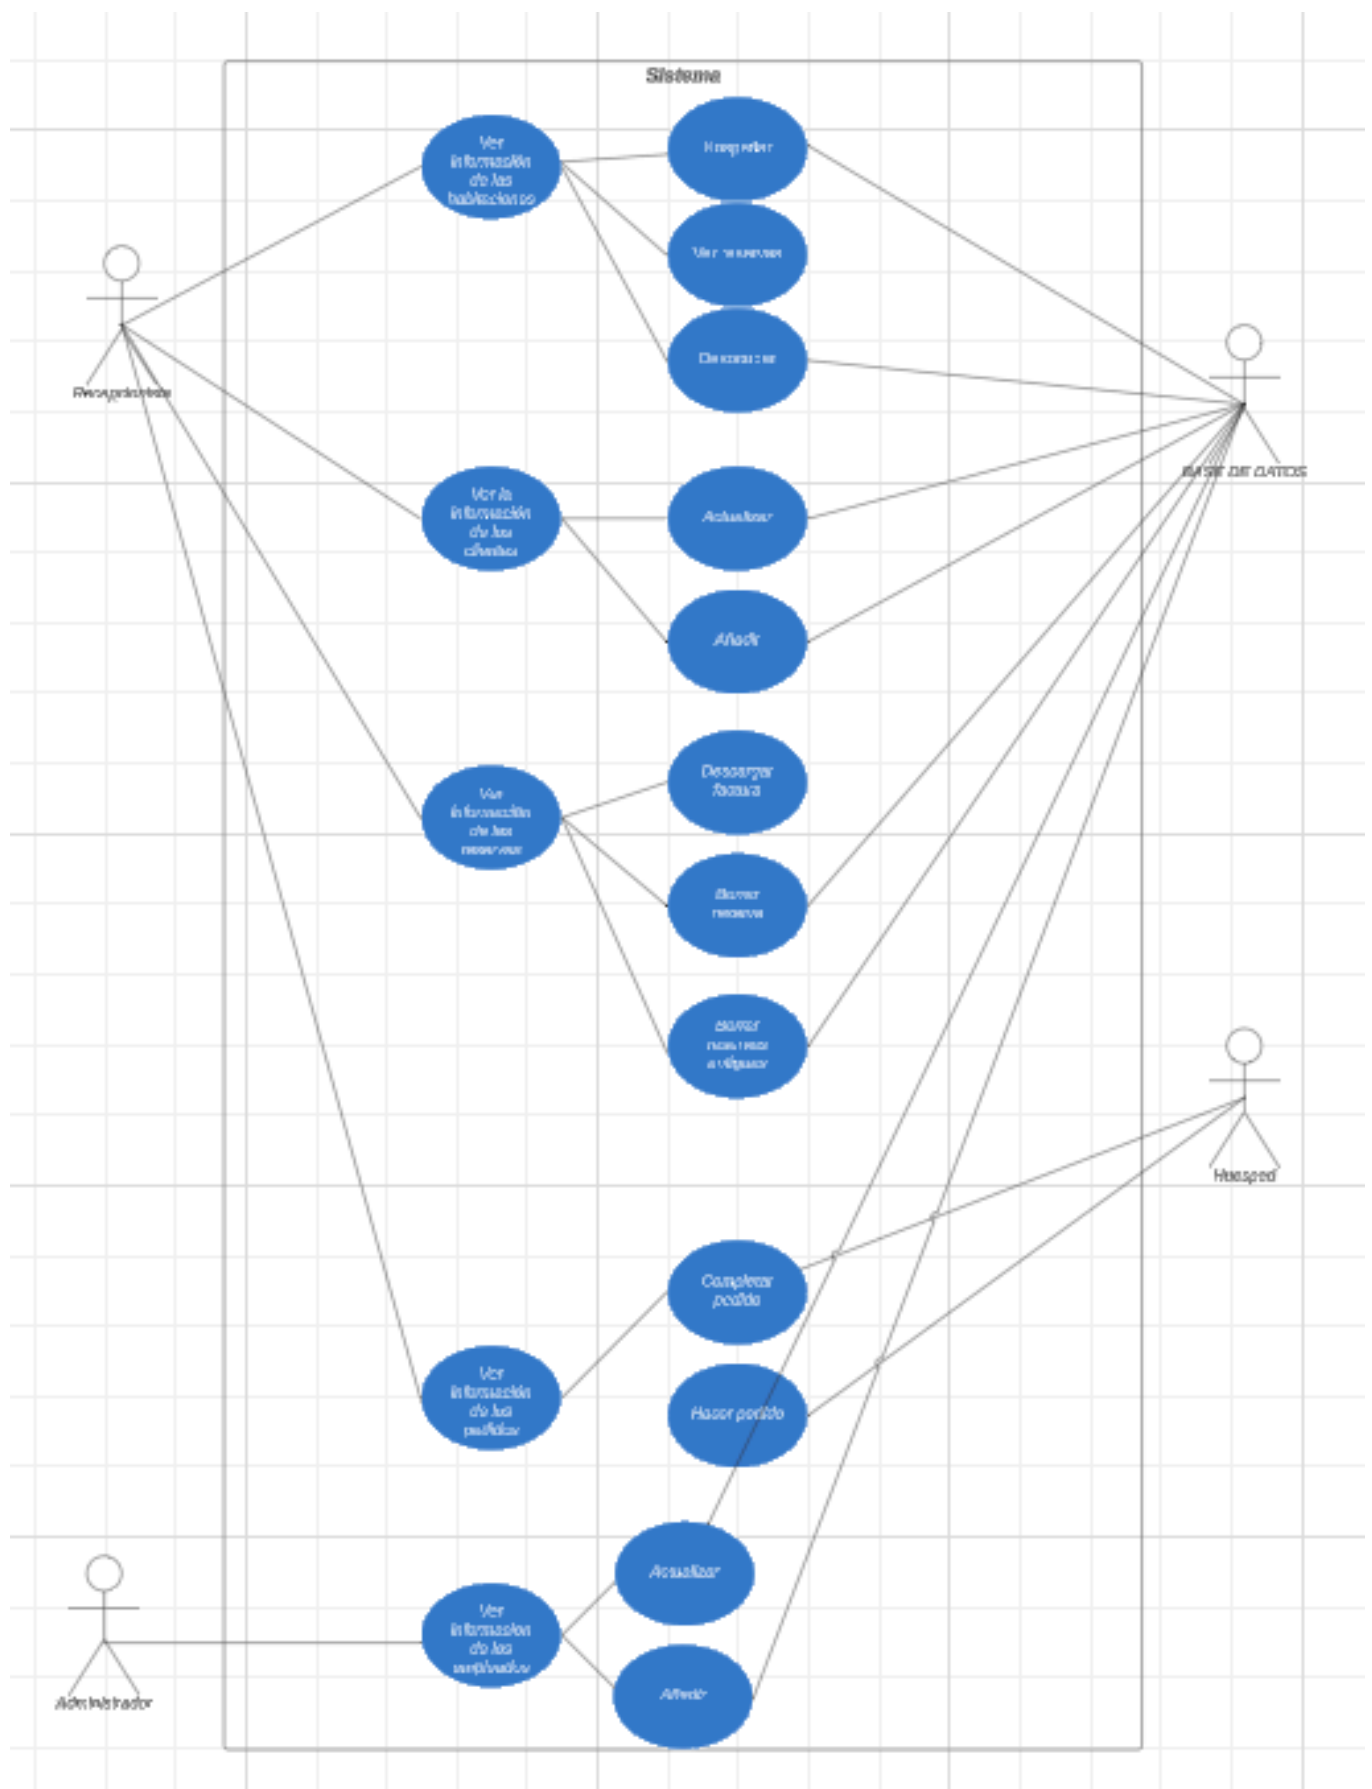 Sistema
Ver
información
de las
habitaciones
Hospedar
Ver reservas
Recepcionista
BASE DE DATOS
Ver la
información
de los
clientes
Actualizar
Añadir
Ver
información
de las
reservas
Descargar
factura
Borrar
reserva
Borrar
reservas
antiguas
Huesped
Completar
pedido
Ver
información
de los
pedidos
Hacer pedido
Actualizar
Ver
informacion
de los
empleados
Añadir
Administrador